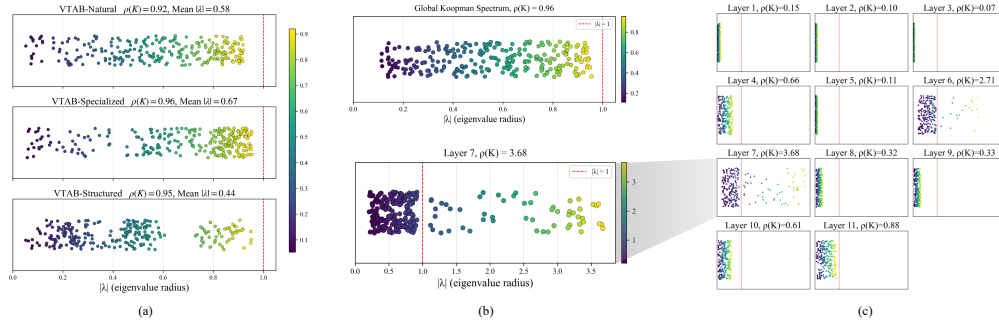 VTAB-Natural ρ(K)=0.92, Mean |λ|=0.58
VTAB-Specialized ρ(K)=0.96, Mean |λ|=0.67
VTAB-Structured ρ(K)=0.95, Mean |λ|=0.44
0.0 0.2 0.4 0.6 0.8 1.0
|λ| (eigenvalue radius)
0.9
0.8
0.7
0.6
0.5
0.4
0.3
0.2
0.1
(a)
Global Koopman Spectrum, ρ(K) = 0.96
|λ| = 1
0.0 0.2 0.4 0.6 0.8 1.0
|λ| (eigenvalue radius)
0.8
0.6
0.4
0.2
Layer 7, ρ(K) = 3.68
|λ| = 1
0.0 0.5 1.0 1.5 2.0 2.5 3.0 3.5
|λ| (eigenvalue radius)
3
2
1
(b)
Layer 1, ρ(K)=0.15
Layer 2, ρ(K)=0.10
Layer 3, ρ(K)=0.07
Layer 4, ρ(K)=0.66
Layer 5, ρ(K)=0.11
Layer 6, ρ(K)=2.71
Layer 7, ρ(K)=3.68
Layer 8, ρ(K)=0.32
Layer 9, ρ(K)=0.33
Layer 10, ρ(K)=0.61
Layer 11, ρ(K)=0.88
(c)